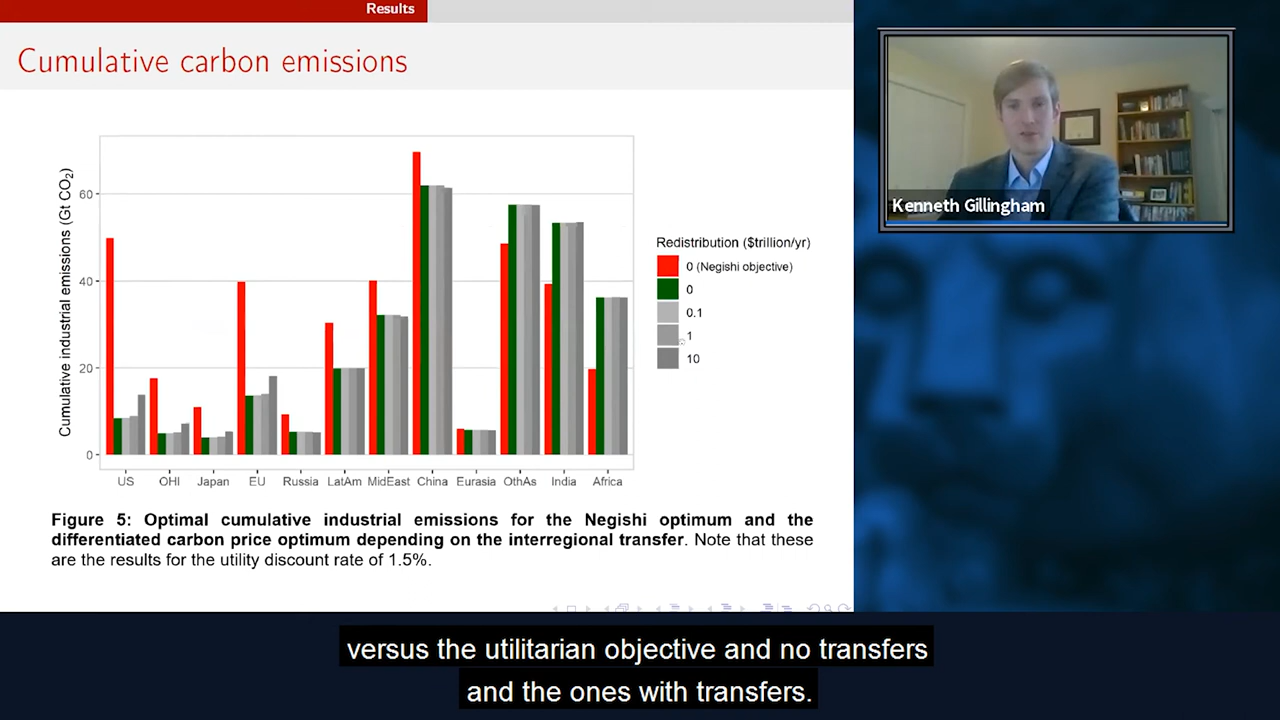 Results
Cumulative carbon emissions
Cumulative industrial emissions (Gt CO2)
60
40
20
0
US OHI Japan EU Russia LatAm MidEast China Eurasia OthAs India Africa
Redistribution ($trillion/yr)
0 (Negishi objective)
0
0.1
1
10
Figure 5: Optimal cumulative industrial emissions for the Negishi optimum and the
differentiated carbon price optimum depending on the interregional transfer. Note that these
are the results for the utility discount rate of 1.5%.
Kenneth Gillingham
versus the utilitarian objective and no transfers
and the ones with transfers.